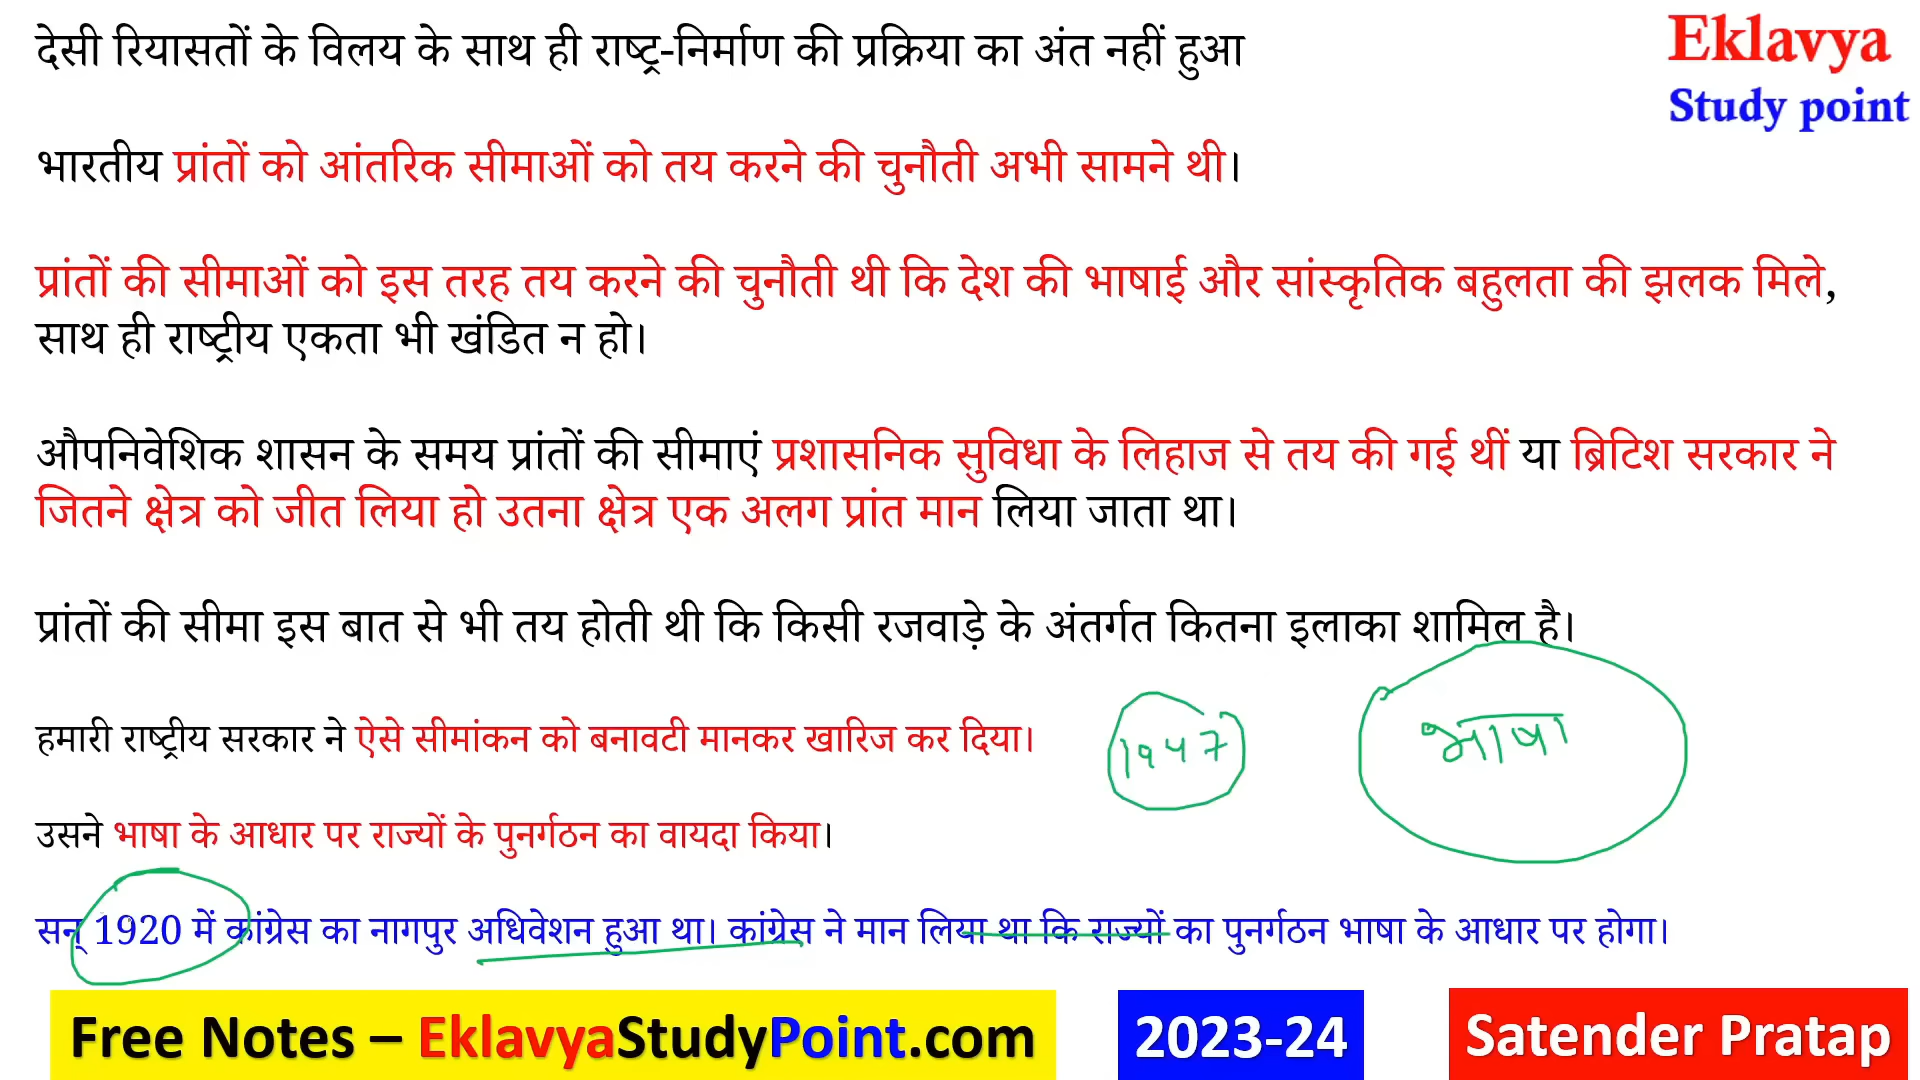 देसी रियासतों के विलय के साथ ही राष्ट्र-निर्माण की प्रक्रिया का अंत नहीं हुआ
Eklavya
Study point
भारतीय प्रांतों को आंतरिक सीमाओं को तय करने की चुनौती अभी सामने थी।
प्रांतों की सीमाओं को इस तरह तय करने की चुनौती थी कि देश की भाषाई और सांस्कृतिक बहुलता की झलक मिले,
साथ ही राष्ट्रीय एकता भी खंडित न हो।
औपनिवेशिक शासन के समय प्रांतों की सीमाएं प्रशासनिक सुविधा के लिहाज से तय की गई थीं या ब्रिटिश सरकार ने
जितने क्षेत्र को जीत लिया हो उतना क्षेत्र एक अलग प्रांत मान लिया जाता था।
प्रांतों की सीमा इस बात से भी तय होती थी कि किसी रजवाड़े के अंतर्गत कितना इलाका शामिल है।
हमारी राष्ट्रीय सरकार ने ऐसे सीमांकन को बनावटी मानकर खारिज कर दिया।
1947
भाषा
उसने भाषा के आधार पर राज्यों के पुनर्गठन का वायदा किया।
सन् 1920 में कांग्रेस का नागपुर अधिवेशन हुआ था। कांग्रेस ने मान लिया था कि राज्यों का पुनर्गठन भाषा के आधार पर होगा।
Free Notes – EklavyaStudyPoint.com
2023-24
Satender Pratap